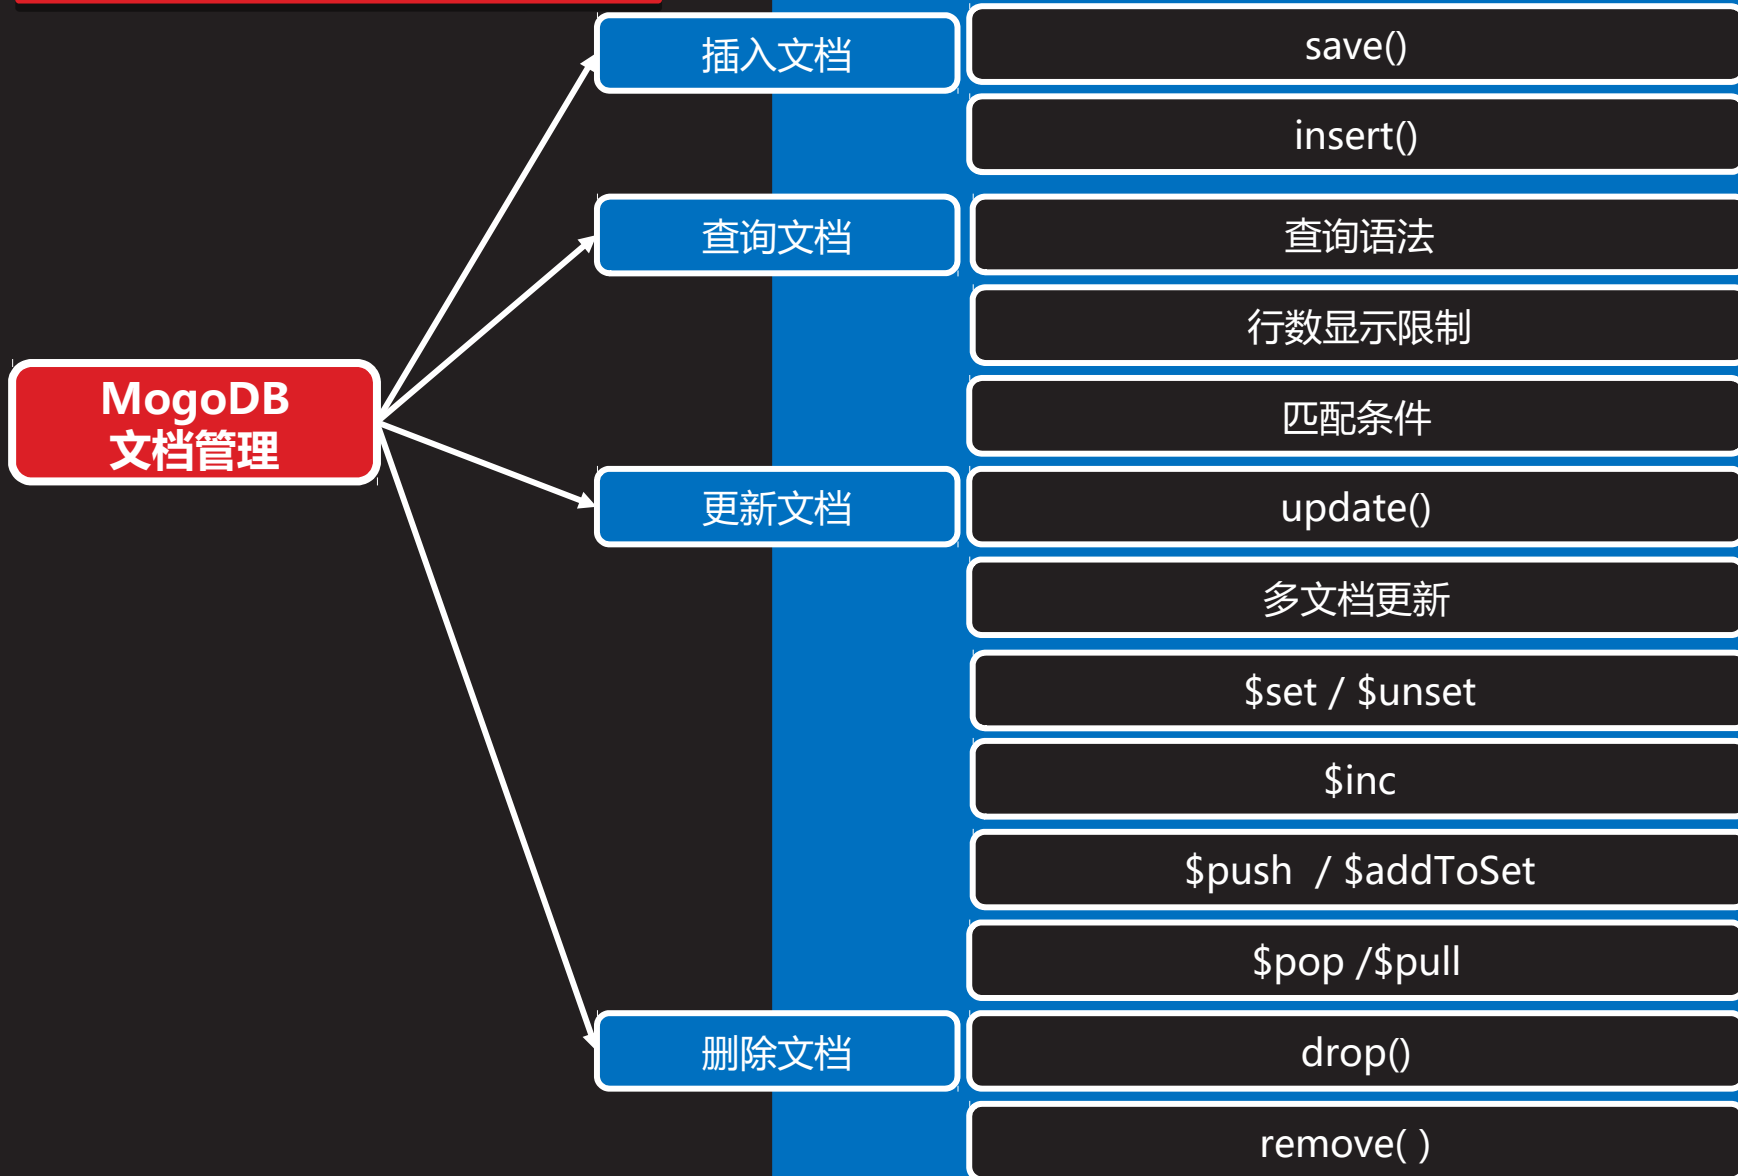 插入文档
save()
insert()
查询文档
查询语法
行数显示限制
匹配条件
MogoDB
文档管理
更新文档
update()
多文档更新
$set / $unset
$inc
$push  / $addToSet
$pop /$pull
删除文档
drop()
remove( )